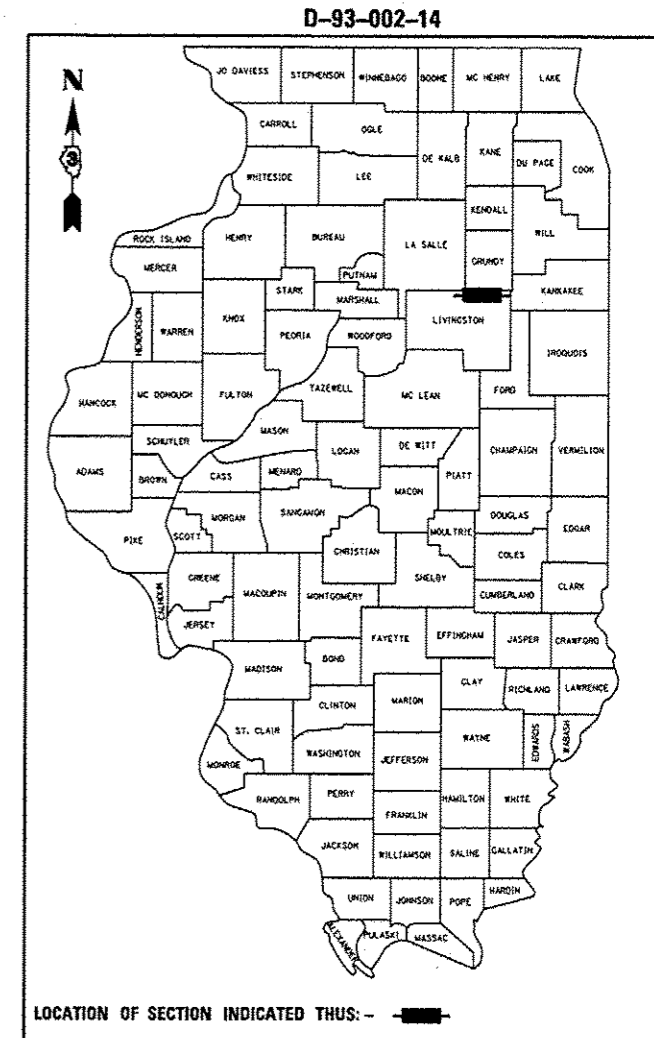 D-93-002-14
JO DAVIESS STEPHENSON WINNEBAGO BOONE MC HENRY LAKE
N
CARROLL OGLE
3
DE KALB KANE DU PAGE COOK
WHITESIDE LEE
KENDALL
ROCK ISLAND HENRY BUREAU LA SALLE WILL
MERCER PUTNAM GRUNDY
STARK MARSHALL KANKAKEE
HENDERSON WARREN KNOX LIVINGSTON
PEORIA WOODFORD IROQUOIS
HANCOCK MC DONOUGH FULTON TAZEWELL MC LEAN FORD
MASON
SCHUYLER LOGAN DE WITT CHAMPAIGN VERMILION
ADAMS BROWN CASS MENARD PIATT
MACON
MORGAN SANGAMON DOUGLAS EDGAR
PIKE SCOTT MOULTRIE
CHRISTIAN COLES
GREENE SHELBY
CALHOUN MACOUPIN MONTGOMERY CUMBERLAND CLARK
JERSEY FAYETTE EFFINGHAM JASPER CRAWFORD
MADISON BOND
CLAY RICHLAND LAWRENCE
CLINTON MARION
ST. CLAIR WAYNE EDWARDS WABASH
WASHINGTON JEFFERSON
MONROE
RANDOLPH PERRY HAMILTON WHITE
FRANKLIN
JACKSON WILLIAMSON SALINE GALLATIN
UNION JOHNSON POPE HARDIN
ALEXANDER PULASKI MASSAC
LOCATION OF SECTION INDICATED THUS: -